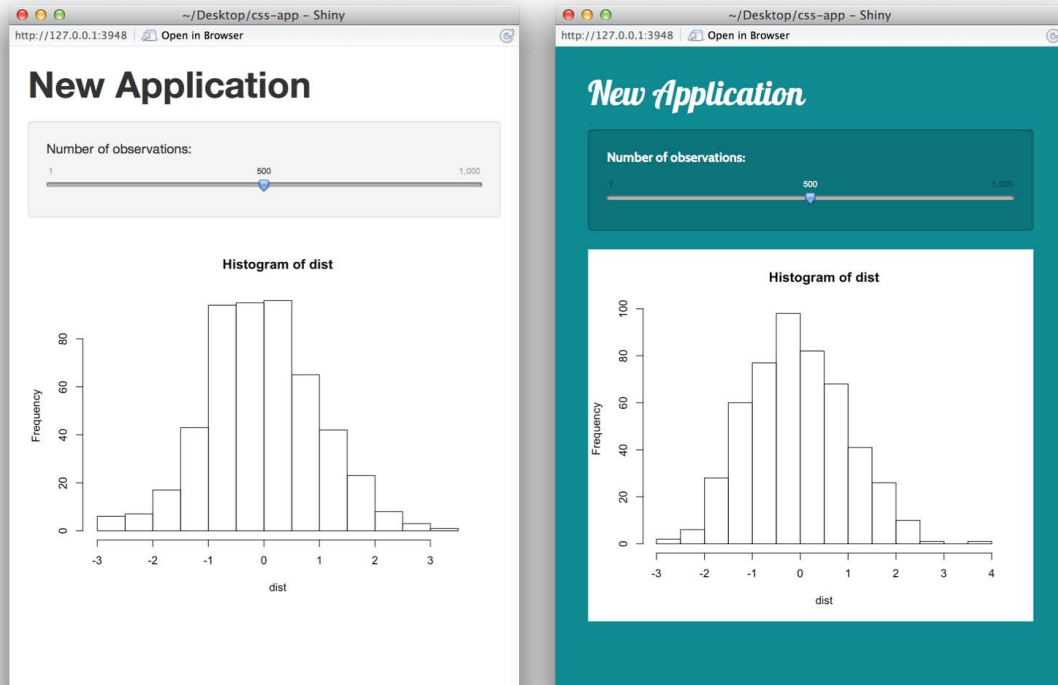 ~/Desktop/css-app - Shiny
http://127.0.0.1:3948 Open in Browser
New Application
Number of observations:
1 500 1,000
Histogram of dist
Frequency
80
60
40
20
0
-3 -2 -1 0 1 2 3
dist
~/Desktop/css-app - Shiny
http://127.0.0.1:3948 Open in Browser
New Application
Number of observations:
1 500 1,000
Histogram of dist
Frequency
100
80
60
40
20
0
-3 -2 -1 0 1 2 3 4
dist